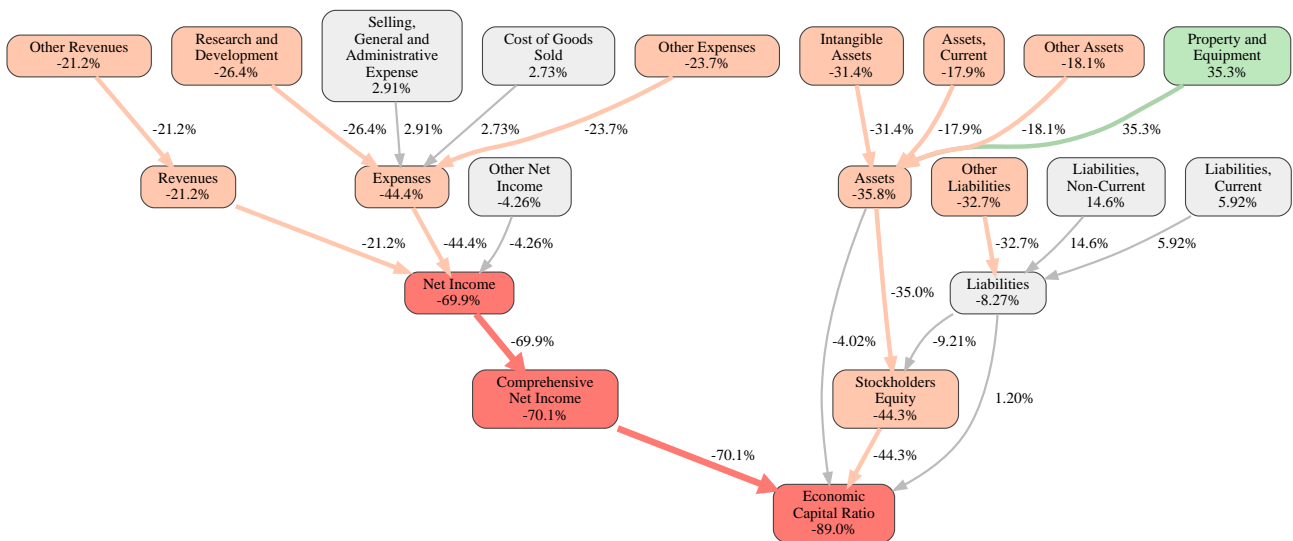 Other Revenues
-21.2%
Research and
Development
-26.4%
Selling,
General and
Administrative
Expense
2.91%
Cost of Goods
Sold
2.73%
Other Expenses
-23.7%
Intangible
Assets
-31.4%
Assets,
Current
-17.9%
Other Assets
-18.1%
Property and
Equipment
35.3%
-21.2%
-26.4%
2.91%
2.73%
-23.7%
-31.4%
-17.9%
-18.1%
35.3%
Revenues
-21.2%
Expenses
-44.4%
Other Net
Income
-4.26%
Assets
-35.8%
Other
Liabilities
-32.7%
Liabilities,
Non-Current
14.6%
Liabilities,
Current
5.92%
-21.2%
-44.4%
-4.26%
-32.7%
14.6%
5.92%
Net Income
-69.9%
-35.0%
Liabilities
-8.27%
-69.9%
-4.02%
-9.21%
Comprehensive
Net Income
-70.1%
Stockholders
Equity
-44.3%
1.20%
-70.1%
-44.3%
Economic
Capital Ratio
-89.0%